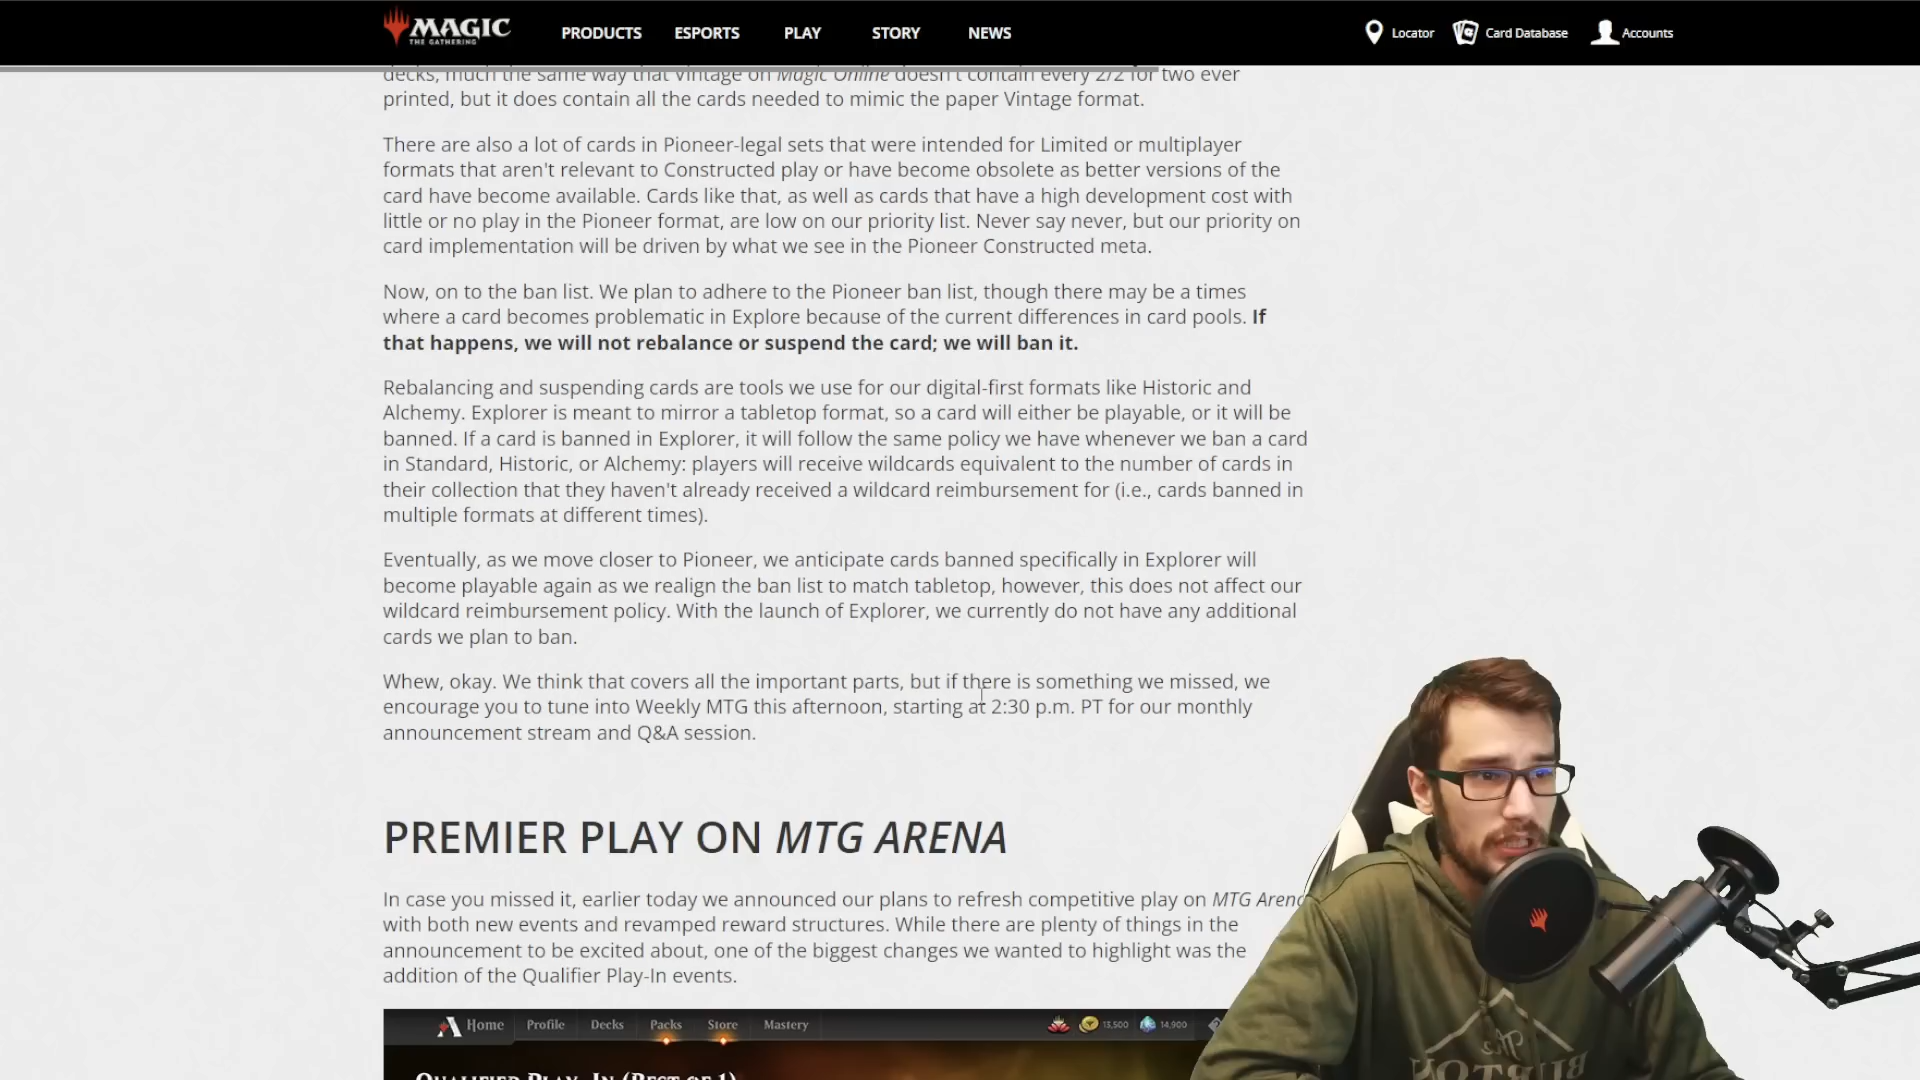 MAGIC
THE GATHERING
PRODUCTS ESPORTS PLAY STORY NEWS
Locator Card Database Accounts
decks, much the same way that Vintage on Magic Online doesn't contain every 2/2 for two ever
printed, but it does contain all the cards needed to mimic the paper Vintage format.
There are also a lot of cards in Pioneer-legal sets that were intended for Limited or multiplayer
formats that aren't relevant to Constructed play or have become obsolete as better versions of the
card have become available. Cards like that, as well as cards that have a high development cost with
little or no play in the Pioneer format, are low on our priority list. Never say never, but our priority on
card implementation will be driven by what we see in the Pioneer Constructed meta.
Now, on to the ban list. We plan to adhere to the Pioneer ban list, though there may be a times
where a card becomes problematic in Explore because of the current differences in card pools. If
that happens, we will not rebalance or suspend the card; we will ban it.
Rebalancing and suspending cards are tools we use for our digital-first formats like Historic and
Alchemy. Explorer is meant to mirror a tabletop format, so a card will either be playable, or it will be
banned. If a card is banned in Explorer, it will follow the same policy we have whenever we ban a card
in Standard, Historic, or Alchemy: players will receive wildcards equivalent to the number of cards in
their collection that they haven't already received a wildcard reimbursement for (i.e., cards banned in
multiple formats at different times).
Eventually, as we move closer to Pioneer, we anticipate cards banned specifically in Explorer will
become playable again as we realign the ban list to match tabletop, however, this does not affect our
wildcard reimbursement policy. With the launch of Explorer, we currently do not have any additional
cards we plan to ban.
Whew, okay. We think that covers all the important parts, but if there is something we missed, we
encourage you to tune into Weekly MTG this afternoon, starting at 2:30 p.m. PT for our monthly
announcement stream and Q&A session.
PREMIER PLAY ON MTG ARENA
In case you missed it, earlier today we announced our plans to refresh competitive play on MTG Arena
with both new events and revamped reward structures. While there are plenty of things in the
announcement to be excited about, one of the biggest changes we wanted to highlight was the
addition of the Qualifier Play-In events.
Home Profile Decks Packs Store Mastery 13,500 14,900
QUALIFIED PLAY-IN (BEST OF 1)
The
BURTON